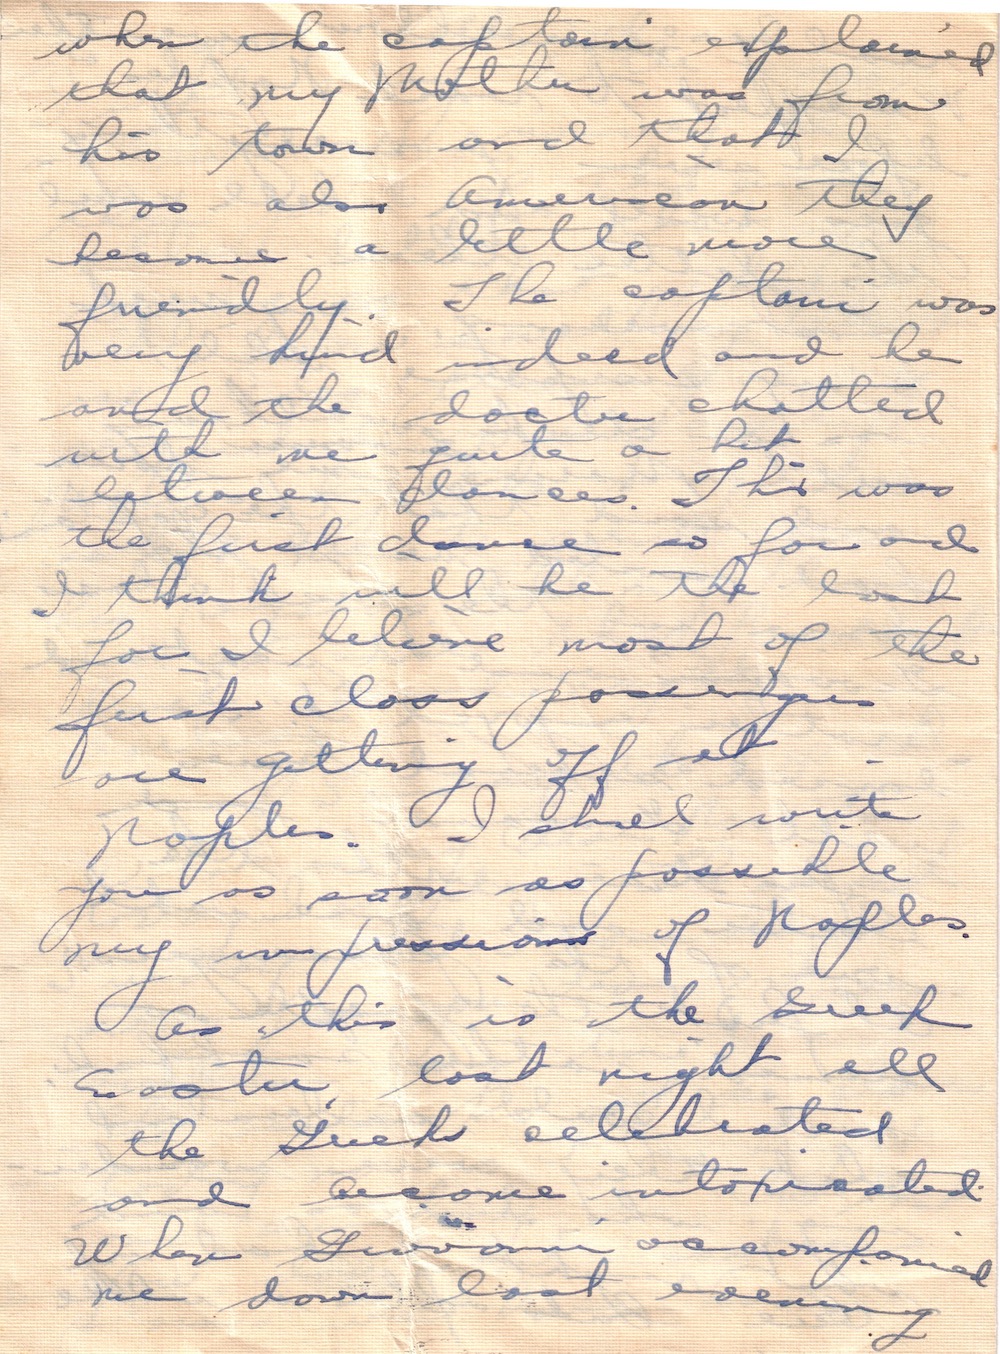 when the captain explained
that my Mother was from
his town and that I
was also American they
became a little more
friendly. The captain was
very kind indeed and he
and the doctor chatted
with me quite a bit
between dances. This was
the first dance so far and
I think will be the last
for I believe most of the
first class passengers
are getting off at
Naples. I shall write
you as soon as possible
my impressions of Naples.
As this is the Greek
Easter, last night all
the Greeks celebrated
and became intoxicated.
When Giovanni accompanied
me down last evening